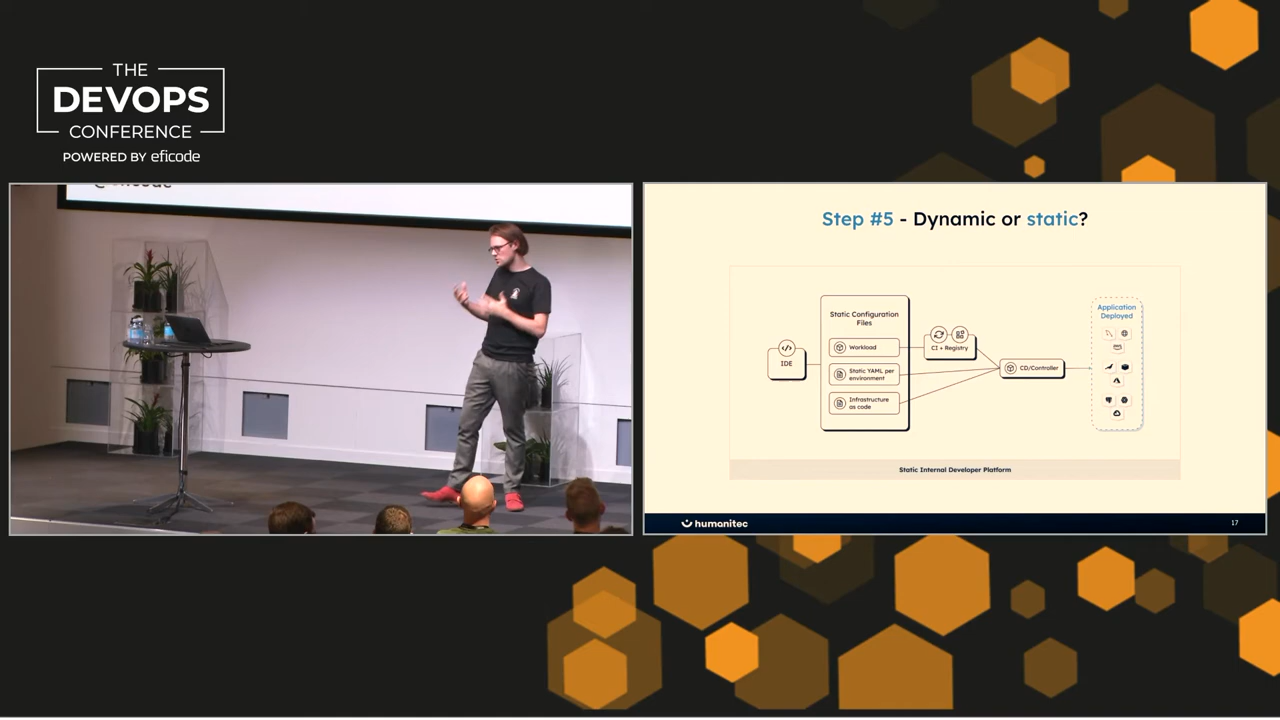 THE
DEVOPS
CONFERENCE
POWERED BY eficode
Step #5 - Dynamic or static?
IDE
Static Configuration
Files
Workload
Static YAML per
environment
Infrastructure
as code
CI + Registry
CD/Controller
Application
Deployed
Static Internal Developer Platform
humanitec
17